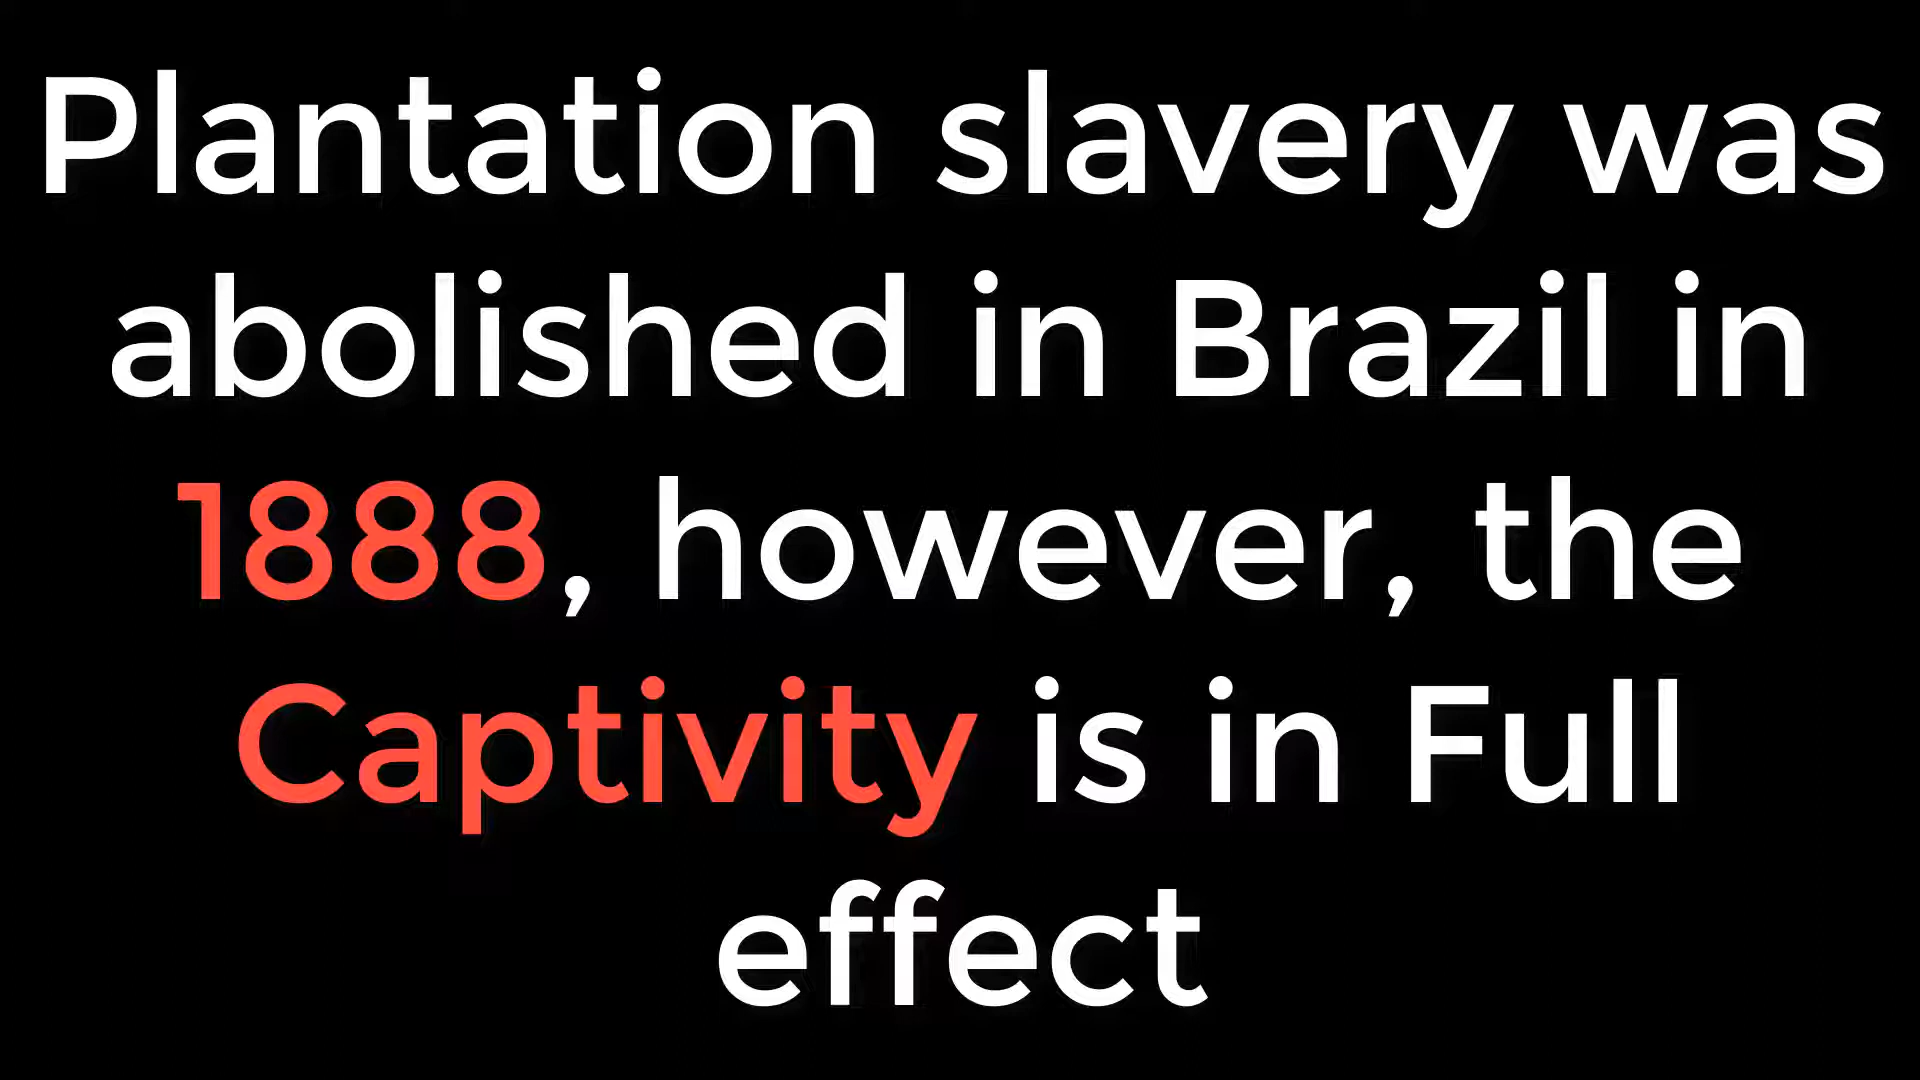 Plantation slavery was
abolished in Brazil in
1888, however, the
Captivity is in Full
effect